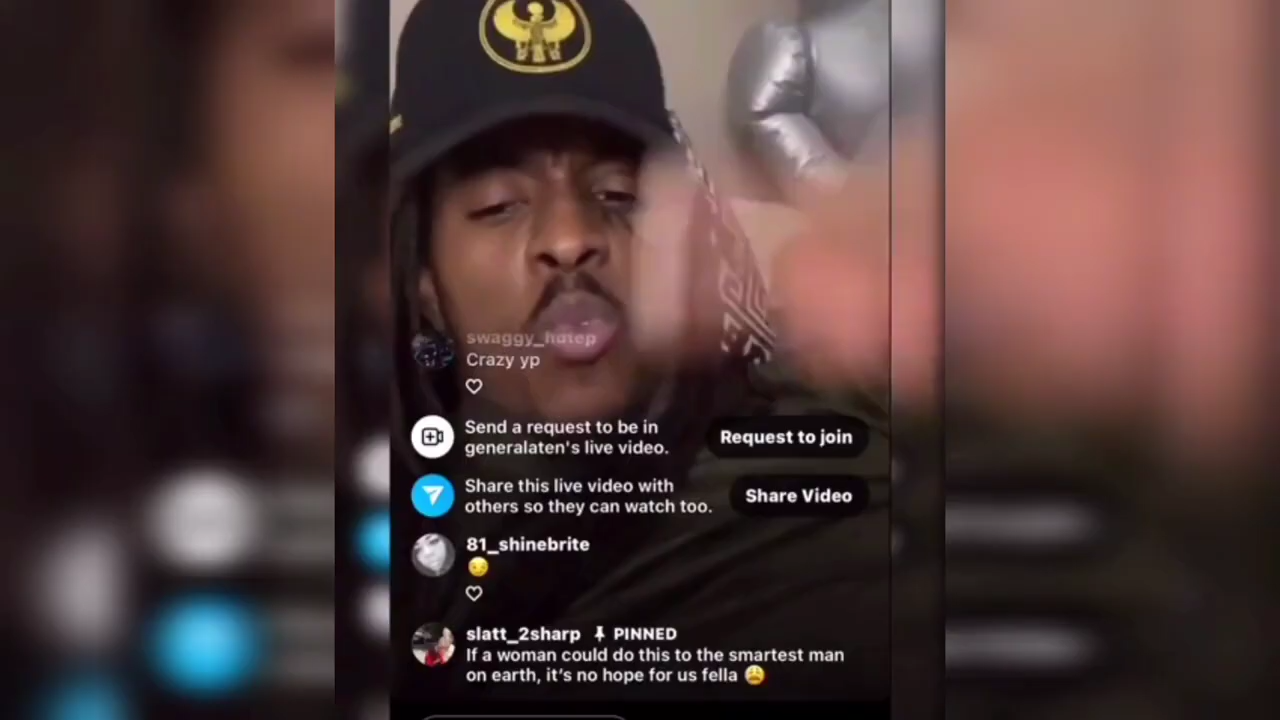 swaggy_hotep
Crazy yp
Send a request to be in
generalaten's live video.
Request to join
Share this live video with
others so they can watch too.
Share Video
81_shinebrite
😏
slatt_2sharp PINNED
If a woman could do this to the smartest man
on earth, it's no hope for us fella 😩